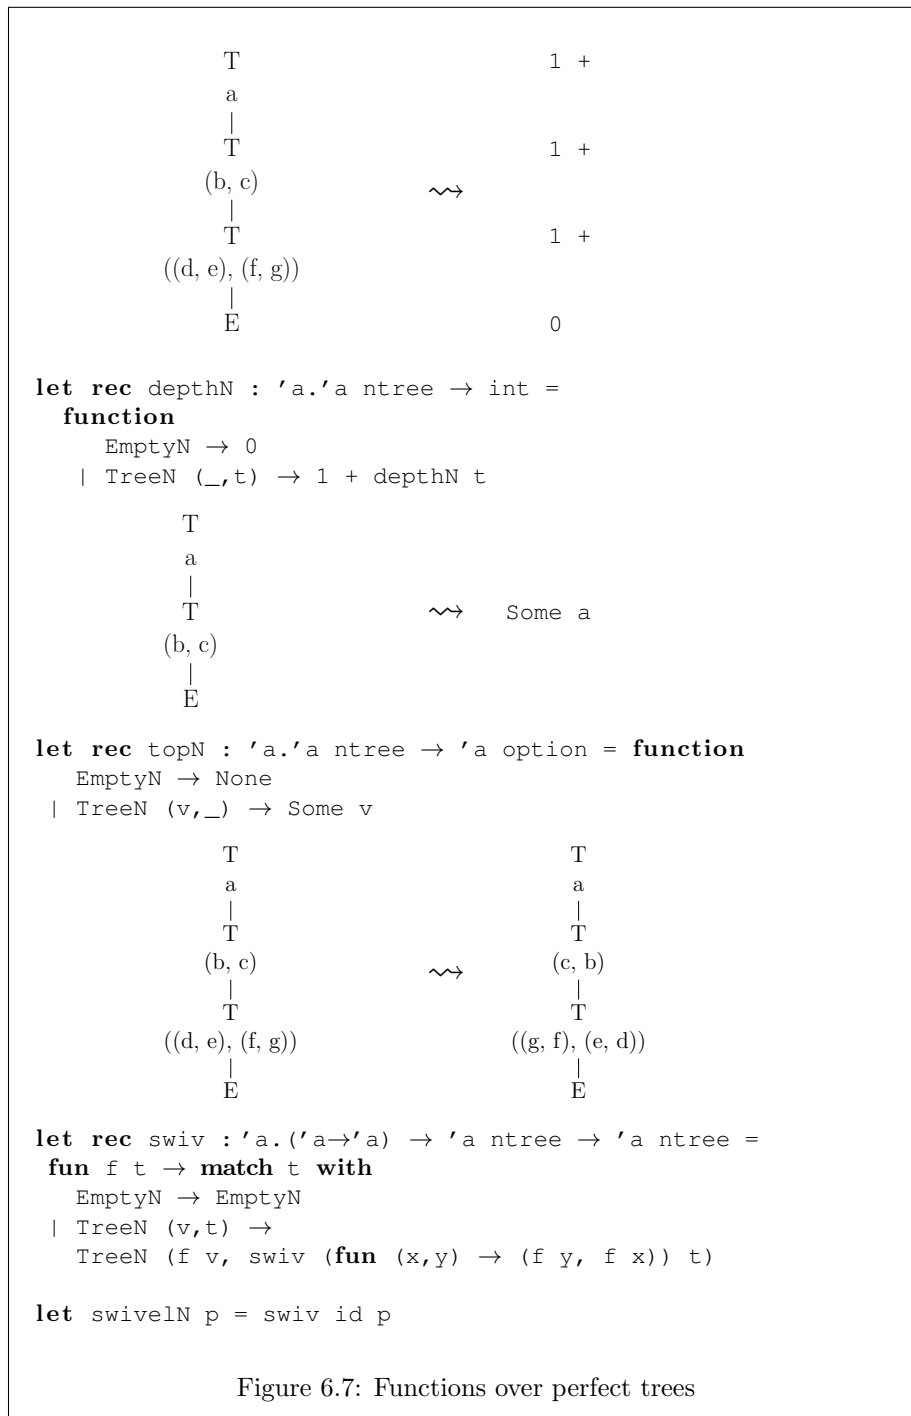 T 1 +
a
|
T 1 +
(b, c)
| ⇝
T 1 +
((d, e), (f, g))
|
E 0
let rec depthN : ′a.′a ntree → int =
function
EmptyN → 0
| TreeN (_,t) → 1 + depthN t
T
a
|
T ⇝ Some a
(b, c)
|
E
let rec topN : ′a.′a ntree → ′a option = function
EmptyN → None
| TreeN (v,_) → Some v
T T
a a
| |
T T
(b, c) ⇝ (c, b)
| |
T T
((d, e), (f, g)) ((g, f), (e, d))
| |
E E
let rec swiv :′a.(′a→′a) → ′a ntree → ′a ntree =
fun f t → match t with
EmptyN → EmptyN
| TreeN (v,t) →
TreeN (f v, swiv (fun (x,y) → (f y, f x)) t)
let swivelN p = swiv id p
Figure 6.7: Functions over perfect trees